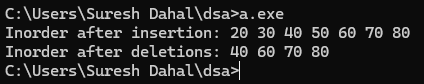 C:\Users\Suresh Dahal\dsa>a.exe
Inorder after insertion: 20 30 40 50 60 70 80
Inorder after deletions: 40 60 70 80
C:\Users\Suresh Dahal\dsa>